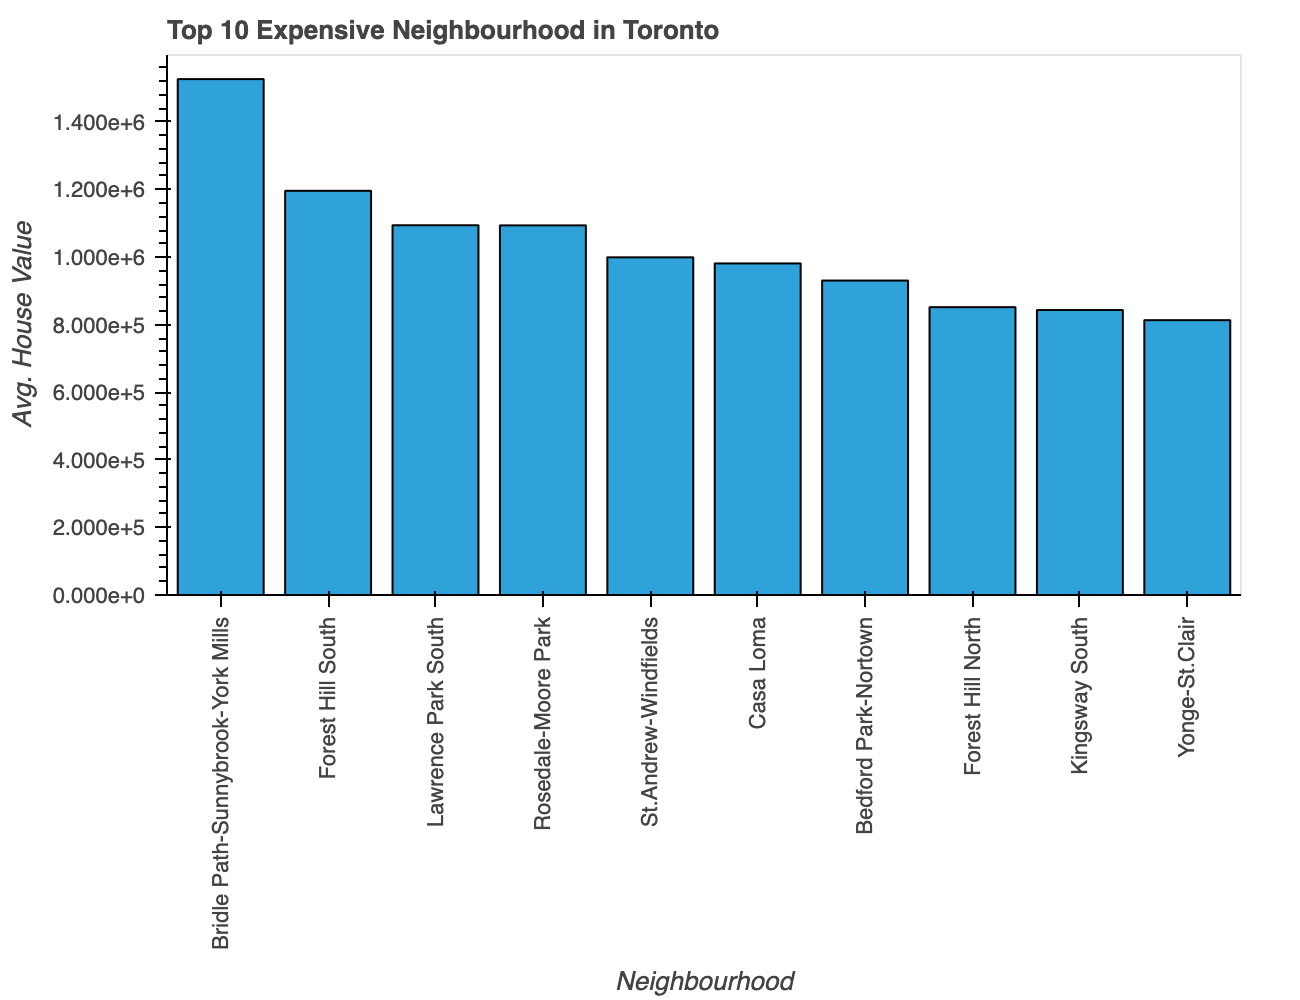 Top 10 Expensive Neighbourhood in Toronto
Avg. House Value
1.400e+6
1.200e+6
1.000e+6
8.000e+5
6.000e+5
4.000e+5
2.000e+5
0.000e+0
Bridle Path-Sunnybrook-York Mills
Forest Hill South
Lawrence Park South
Rosedale-Moore Park
St.Andrew-Windfields
Casa Loma
Bedford Park-Nortown
Forest Hill North
Kingsway South
Yonge-St.Clair
Neighbourhood